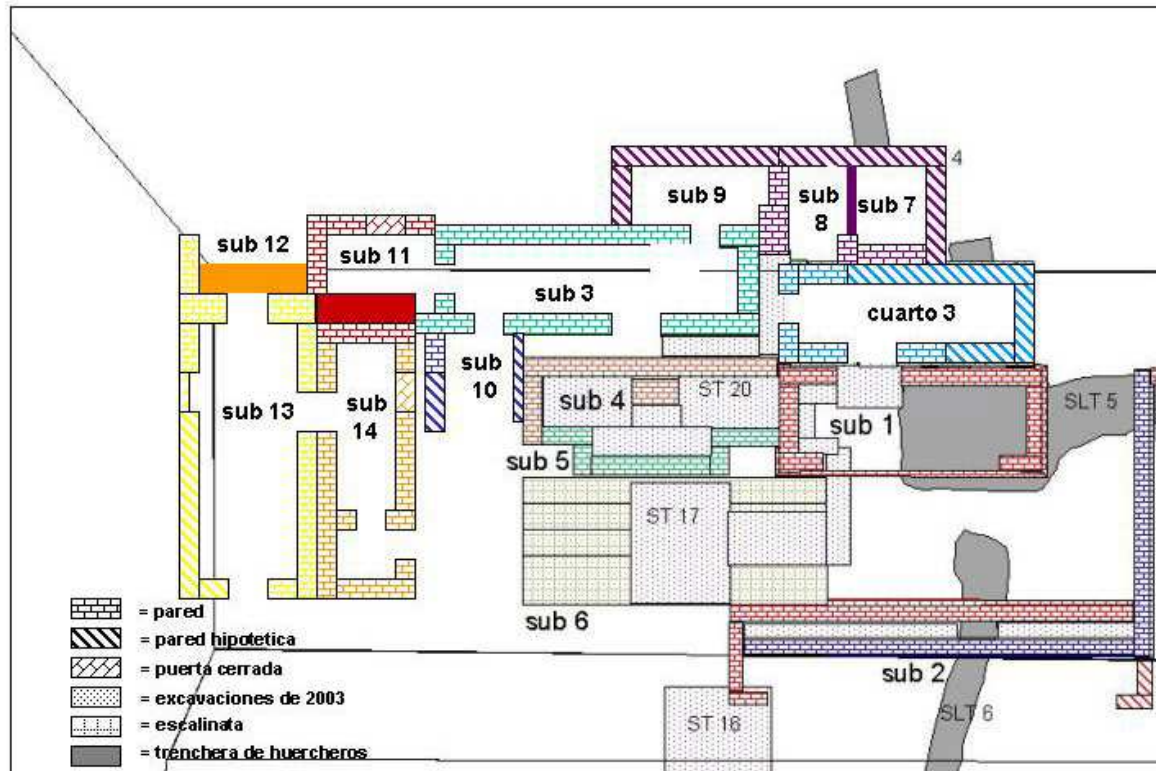 4
sub 9
sub
8
sub 7
sub 12
sub 11
sub 3
cuarto 3
sub
10
sub 13
sub
14
sub 4
ST 20
sub 1
SLT 5
sub 5
ST 17
sub 6
sub 2
ST 16
SLT 6
= pared
= pared hipotetica
= puerta cerrada
= excavaciones de 2003
= escalinata
= trenchera de huercheros